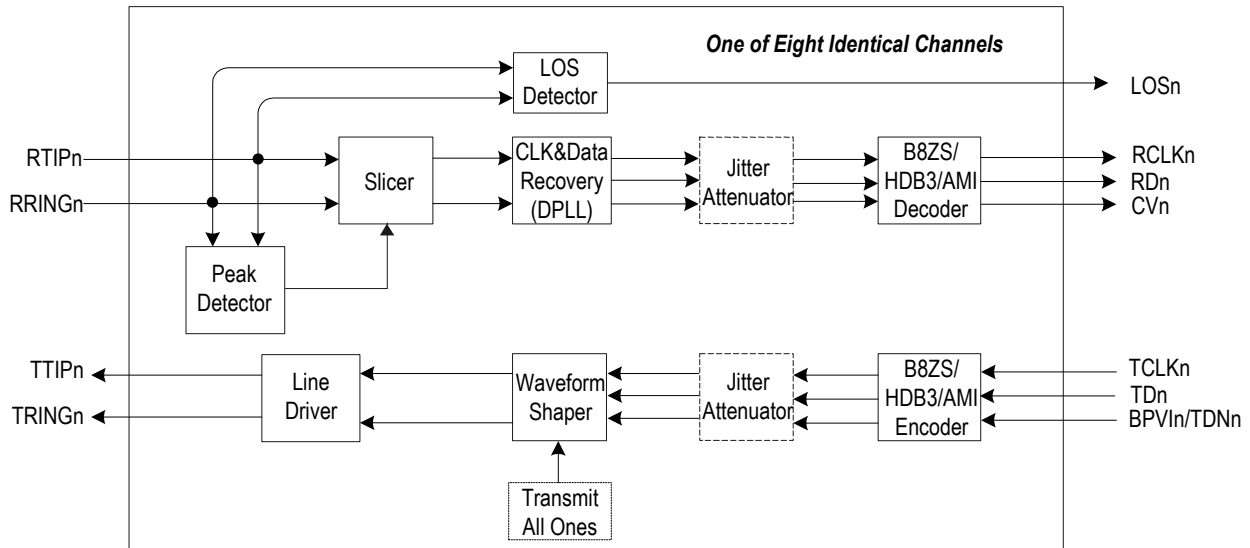 One of Eight Identical Channels
LOS
Detector
LOSn
RTIPn
RRINGn
Slicer
CLK&Data
Recovery
(DPLL)
Jitter
Attenuator
B8ZS/
HDB3/AMI
Decoder
RCLKn
RDn
CVn
Peak
Detector
TTIPn
TRINGn
Line
Driver
Waveform
Shaper
Jitter
Attenuator
B8ZS/
HDB3/AMI
Encoder
TCLKn
TDn
BPVIn/TDNn
Transmit
All Ones